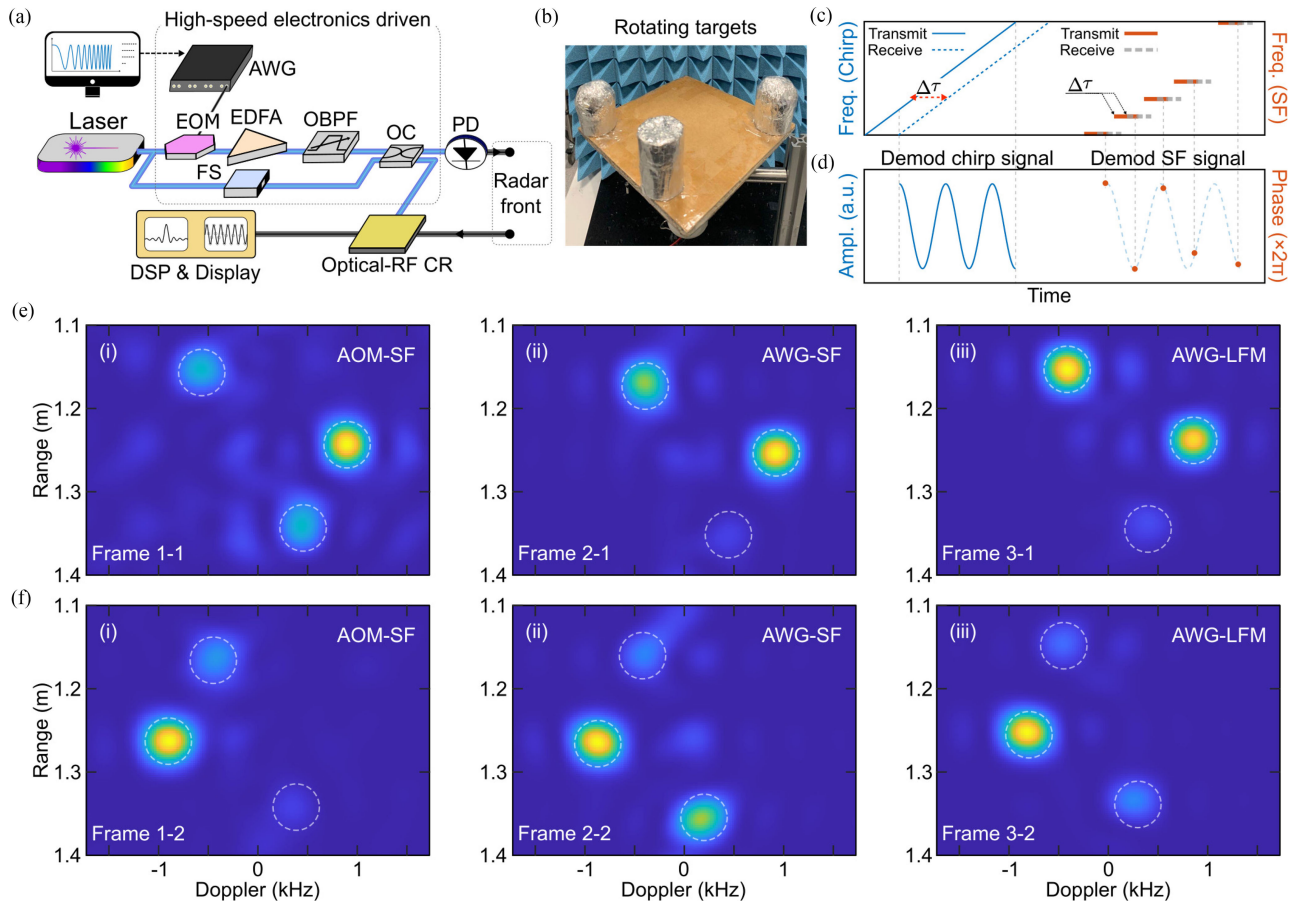 (a)
High-speed electronics driven
AWG
Laser
EOM
EDFA
OBPF
OC
PD
FS
Radar
front
DSP & Display
Optical-RF CR
(b)
Rotating targets
(c)
Freq. (Chirp)
Transmit
Receive
Δτ
Transmit
Receive
Δτ
Freq. (SF)
(d)
Demod chirp signal
Demod SF signal
Ampl. (a.u.)
Phase (×2π)
Time
(e)
1.1
1.2
1.3
1.4
Range (m)
(i)
AOM-SF
Frame 1-1
(ii)
AWG-SF
Frame 2-1
(iii)
AWG-LFM
Frame 3-1
(f)
1.1
1.2
1.3
1.4
Range (m)
(i)
AOM-SF
Frame 1-2
(ii)
AWG-SF
Frame 2-2
(iii)
AWG-LFM
Frame 3-2
-1 0 1
Doppler (kHz)
-1 0 1
Doppler (kHz)
-1 0 1
Doppler (kHz)